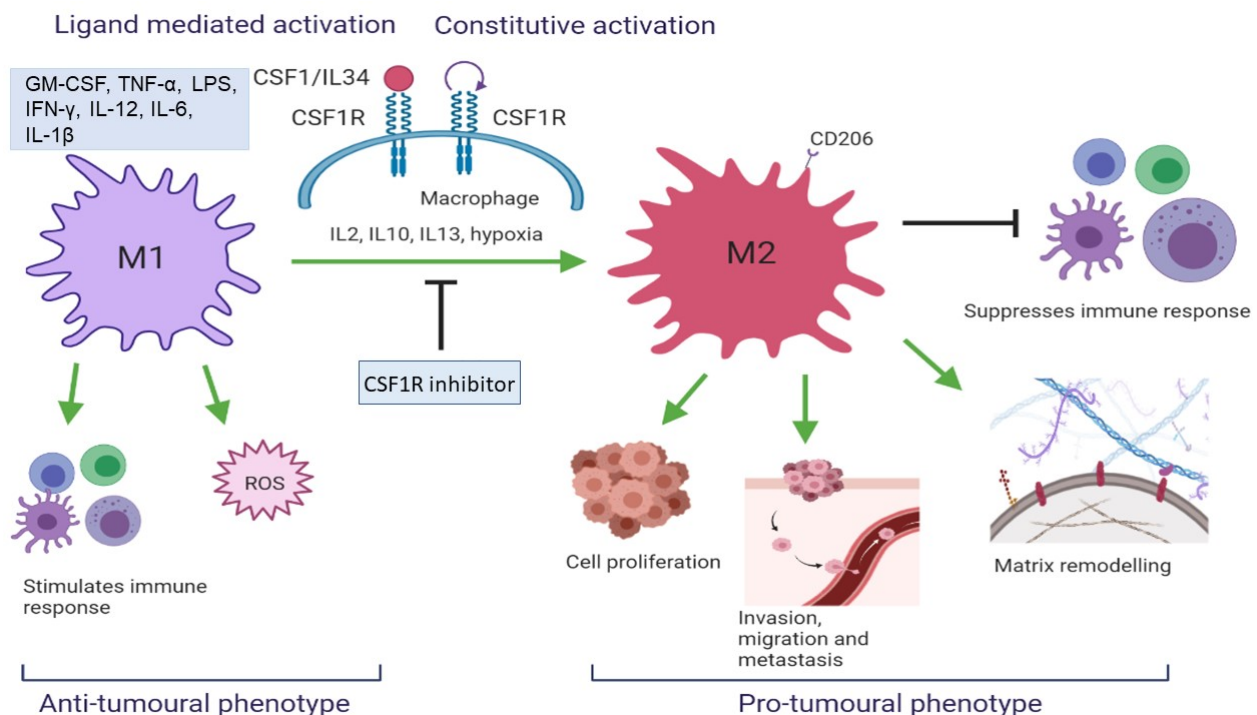 Ligand mediated activation
Constitutive activation
GM-CSF, TNF-α, LPS,
IFN-γ, IL-12, IL-6,
IL-1β
CSF1/IL34
CSF1R
CSF1R
Macrophage
IL2, IL10, IL13, hypoxia
CD206
M1
M2
CSF1R inhibitor
Suppresses immune response
ROS
Stimulates immune
response
Cell proliferation
Invasion,
migration and
metastasis
Matrix remodelling
Anti-tumoural phenotype
Pro-tumoural phenotype